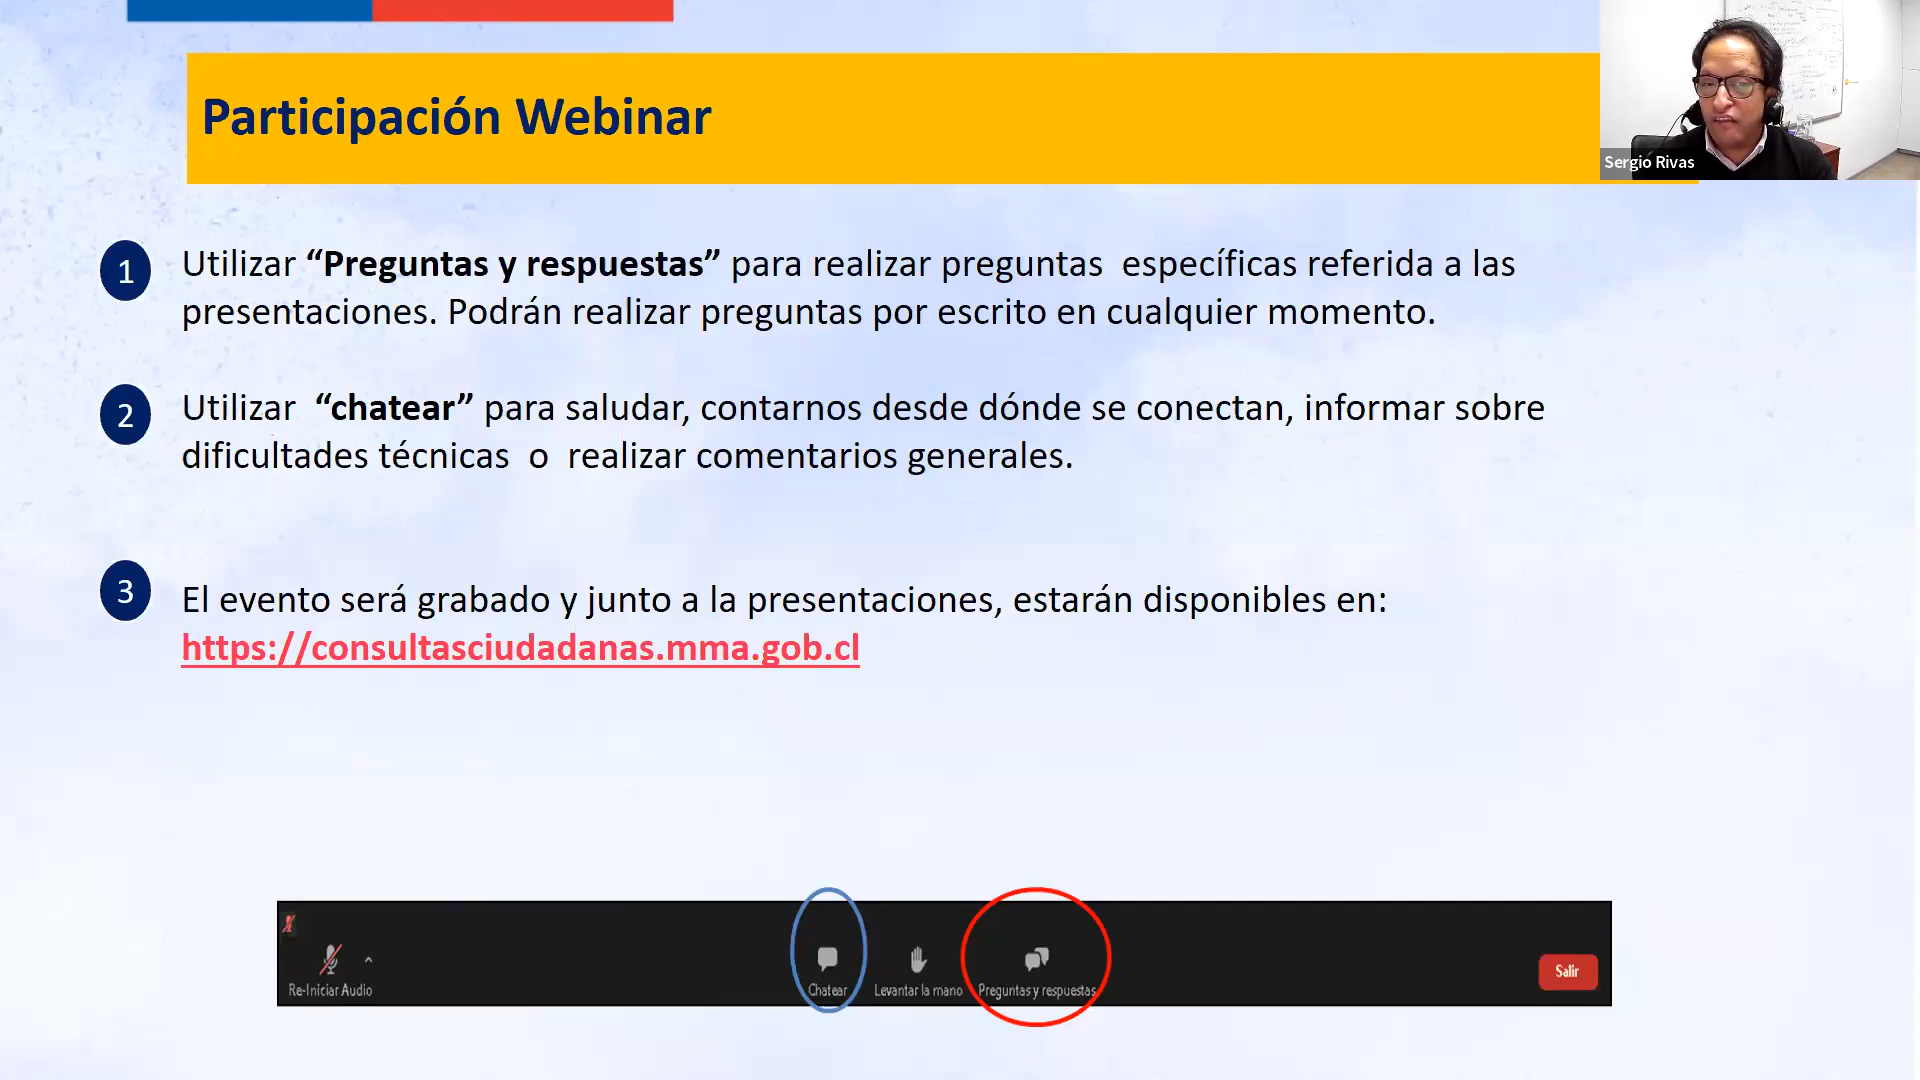 Participación Webinar
Sergio Rivas
1
Utilizar “Preguntas y respuestas” para realizar preguntas específicas referida a las
presentaciones. Podrán realizar preguntas por escrito en cualquier momento.
2
Utilizar “chatear” para saludar, contarnos desde dónde se conectan, informar sobre
dificultades técnicas o realizar comentarios generales.
3
El evento será grabado y junto a la presentaciones, estarán disponibles en:
https://consultasciudadanas.mma.gob.cl
Re-Iniciar Audio
Chatear
Levantar la mano
Preguntas y respuestas
Salir